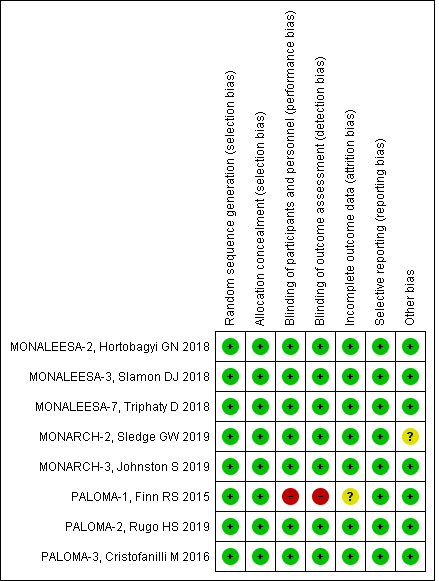 Random sequence generation (selection bias)
Allocation concealment (selection bias)
Blinding of participants and personnel (performance bias)
Blinding of outcome assessment (detection bias)
Incomplete outcome data (attrition bias)
Selective reporting (reporting bias)
Other bias
MONALEESA-2, Hortobagyi GN 2018 + + + + + + +
MONALEESA-3, Slamon DJ 2018 + + + + + + +
MONALEESA-7, Triphaty D 2018 + + + + + + +
MONARCH-2, Sledge GW 2019 + + + + + + ?
MONARCH-3, Johnston S 2019 + + + + + + +
PALOMA-1, Finn RS 2015 + + - - ? + +
PALOMA-2, Rugo HS 2019 + + + + + + +
PALOMA-3, Cristofanilli M 2016 + + + + + + +